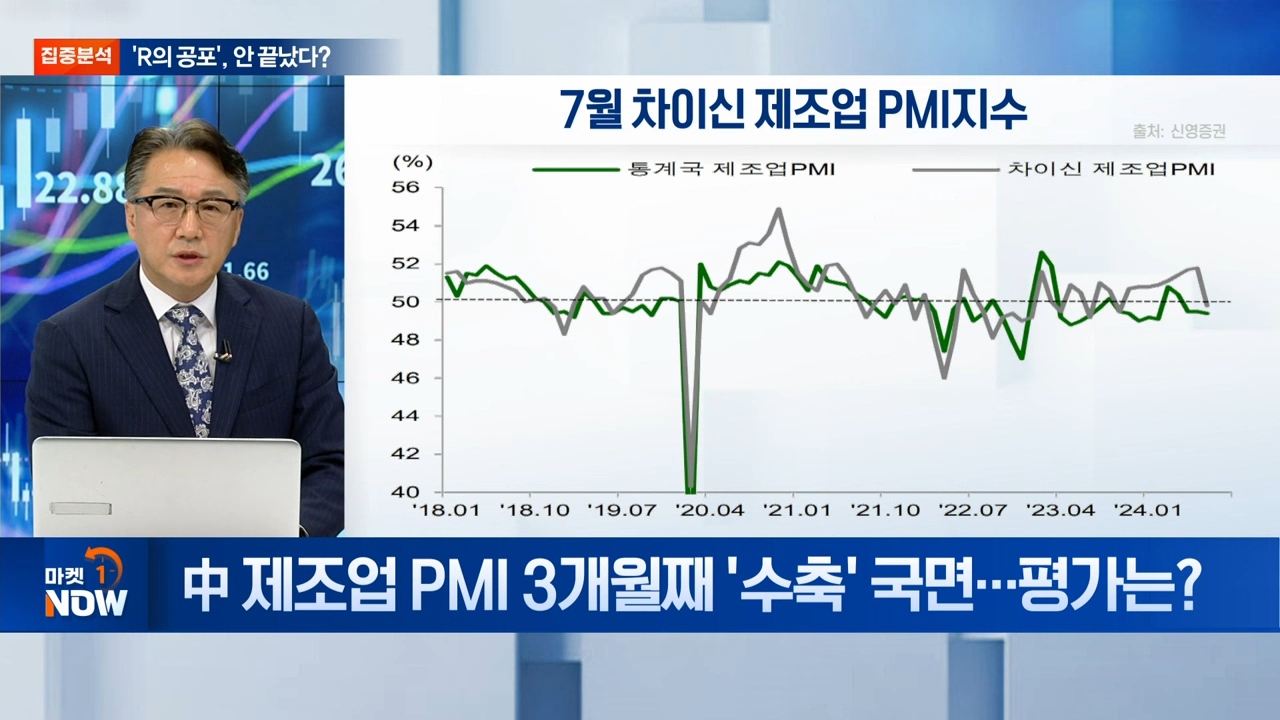 집중분석 'R의 공포', 안 끝났다?
7월 차이신 제조업 PMI지수
출처: 신영증권
(%)
통계국 제조업PMI
차이신 제조업PMI
56
54
52
50
48
46
44
42
40
'18.01 '18.10 '19.07 '20.04 '21.01 '21.10 '22.07 '23.04 '24.01
22.88
26
1.66
마켓 1
NOW
中 제조업 PMI 3개월째 '수축' 국면…평가는?